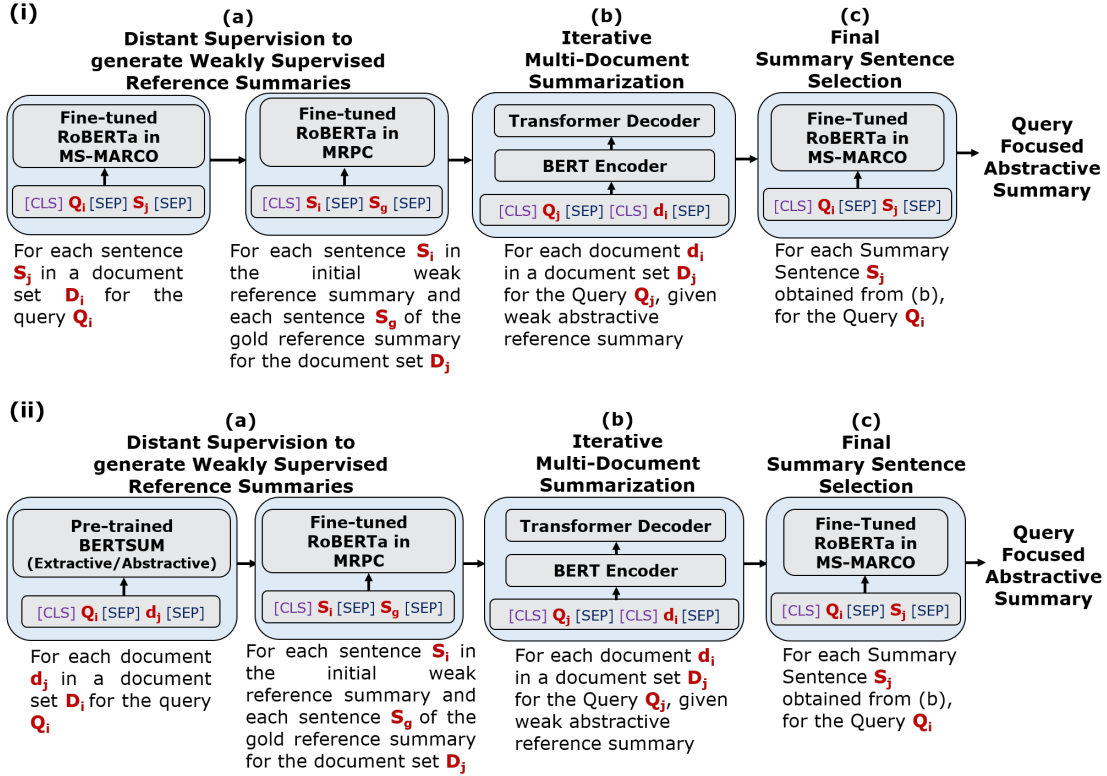 (i)
(a)
Distant Supervision to
generate Weakly Supervised
Reference Summaries
Fine-tuned
RoBERTa in
MS-MARCO
[CLS] Qi [SEP] Sj [SEP]
For each sentence
Sj in a document
set Di for the
query Qi
Fine-tuned
RoBERTa in
MRPC
[CLS] Si [SEP] Sg [SEP]
For each sentence Si in
the initial weak
reference summary and
each sentence Sg of the
gold reference summary
for the document set Dj
(b)
Iterative
Multi-Document
Summarization
Transformer Decoder
BERT Encoder
[CLS] Qj [SEP] [CLS] di [SEP]
For each document di
in a document set Dj
for the Query Qj, given
weak abstractive
reference summary
(c)
Final
Summary Sentence
Selection
Fine-Tuned
RoBERTa in
MS-MARCO
[CLS] Qi [SEP] Sj [SEP]
For each Summary
Sentence Sj
obtained from (b),
for the Query Qi
Query
Focused
Abstractive
Summary
(ii)
(a)
Distant Supervision to
generate Weakly Supervised
Reference Summaries
Pre-trained
BERTSUM
(Extractive/Abstractive)
[CLS] Qi [SEP] dj [SEP]
For each document
dj in a document
set Di for the query
Qi
Fine-tuned
RoBERTa in
MRPC
[CLS] Si [SEP] Sg [SEP]
For each sentence Si in
the initial weak
reference summary and
each sentence Sg of the
gold reference summary
for the document set Dj
(b)
Iterative
Multi-Document
Summarization
Transformer Decoder
BERT Encoder
[CLS] Qj [SEP] [CLS] di [SEP]
For each document di
in a document set Dj
for the Query Qj, given
weak abstractive
reference summary
(c)
Final
Summary Sentence
Selection
Fine-Tuned
RoBERTa in
MS-MARCO
[CLS] Qi [SEP] Sj [SEP]
For each Summary
Sentence Sj
obtained from (b),
for the Query Qi
Query
Focused
Abstractive
Summary